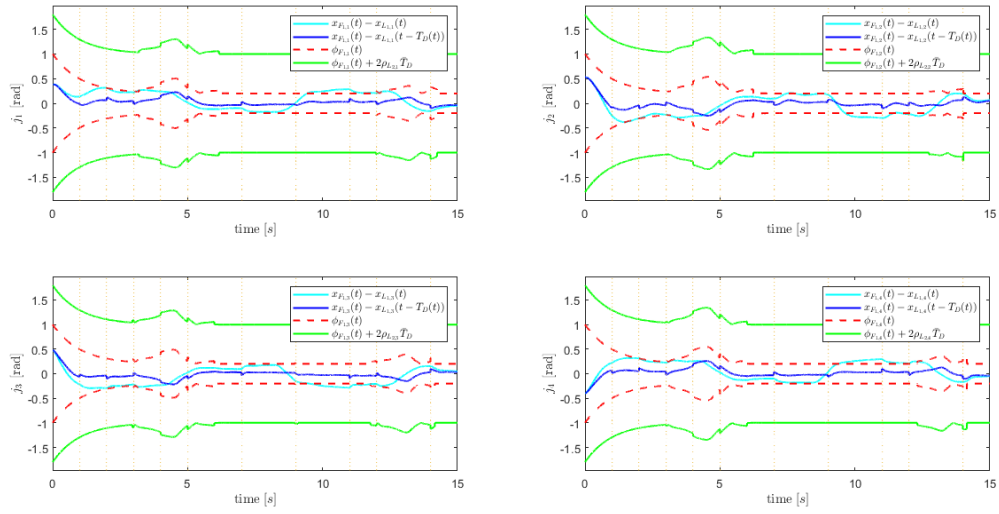 x_{F_{1,1}}(t) − x_{L_{1,1}}(t)
x_{F_{1,1}}(t) − x_{L_{1,1}}(t − T_D(t))
ϕ_{F_{1,1}}(t)
ϕ_{F_{1,1}}(t) + 2ρ_{L_{2,1}} T̄_D
1.5
1
0.5
0
-0.5
-1
-1.5
j₁ [rad]
0 5 10 15
time [s]
x_{F_{1,2}}(t) − x_{L_{1,2}}(t)
x_{F_{1,2}}(t) − x_{L_{1,2}}(t − T_D(t))
ϕ_{F_{1,2}}(t)
ϕ_{F_{1,2}}(t) + 2ρ_{L_{2,2}} T̄_D
1.5
1
0.5
0
-0.5
-1
-1.5
j₂ [rad]
0 5 10 15
time [s]
x_{F_{1,3}}(t) − x_{L_{1,3}}(t)
x_{F_{1,3}}(t) − x_{L_{1,3}}(t − T_D(t))
ϕ_{F_{1,3}}(t)
ϕ_{F_{1,3}}(t) + 2ρ_{L_{2,3}} T̄_D
1.5
1
0.5
0
-0.5
-1
-1.5
j₃ [rad]
0 5 10 15
time [s]
x_{F_{1,4}}(t) − x_{L_{1,4}}(t)
x_{F_{1,4}}(t) − x_{L_{1,4}}(t − T_D(t))
ϕ_{F_{1,4}}(t)
ϕ_{F_{1,4}}(t) + 2ρ_{L_{2,4}} T̄_D
1.5
1
0.5
0
-0.5
-1
-1.5
j₄ [rad]
0 5 10 15
time [s]